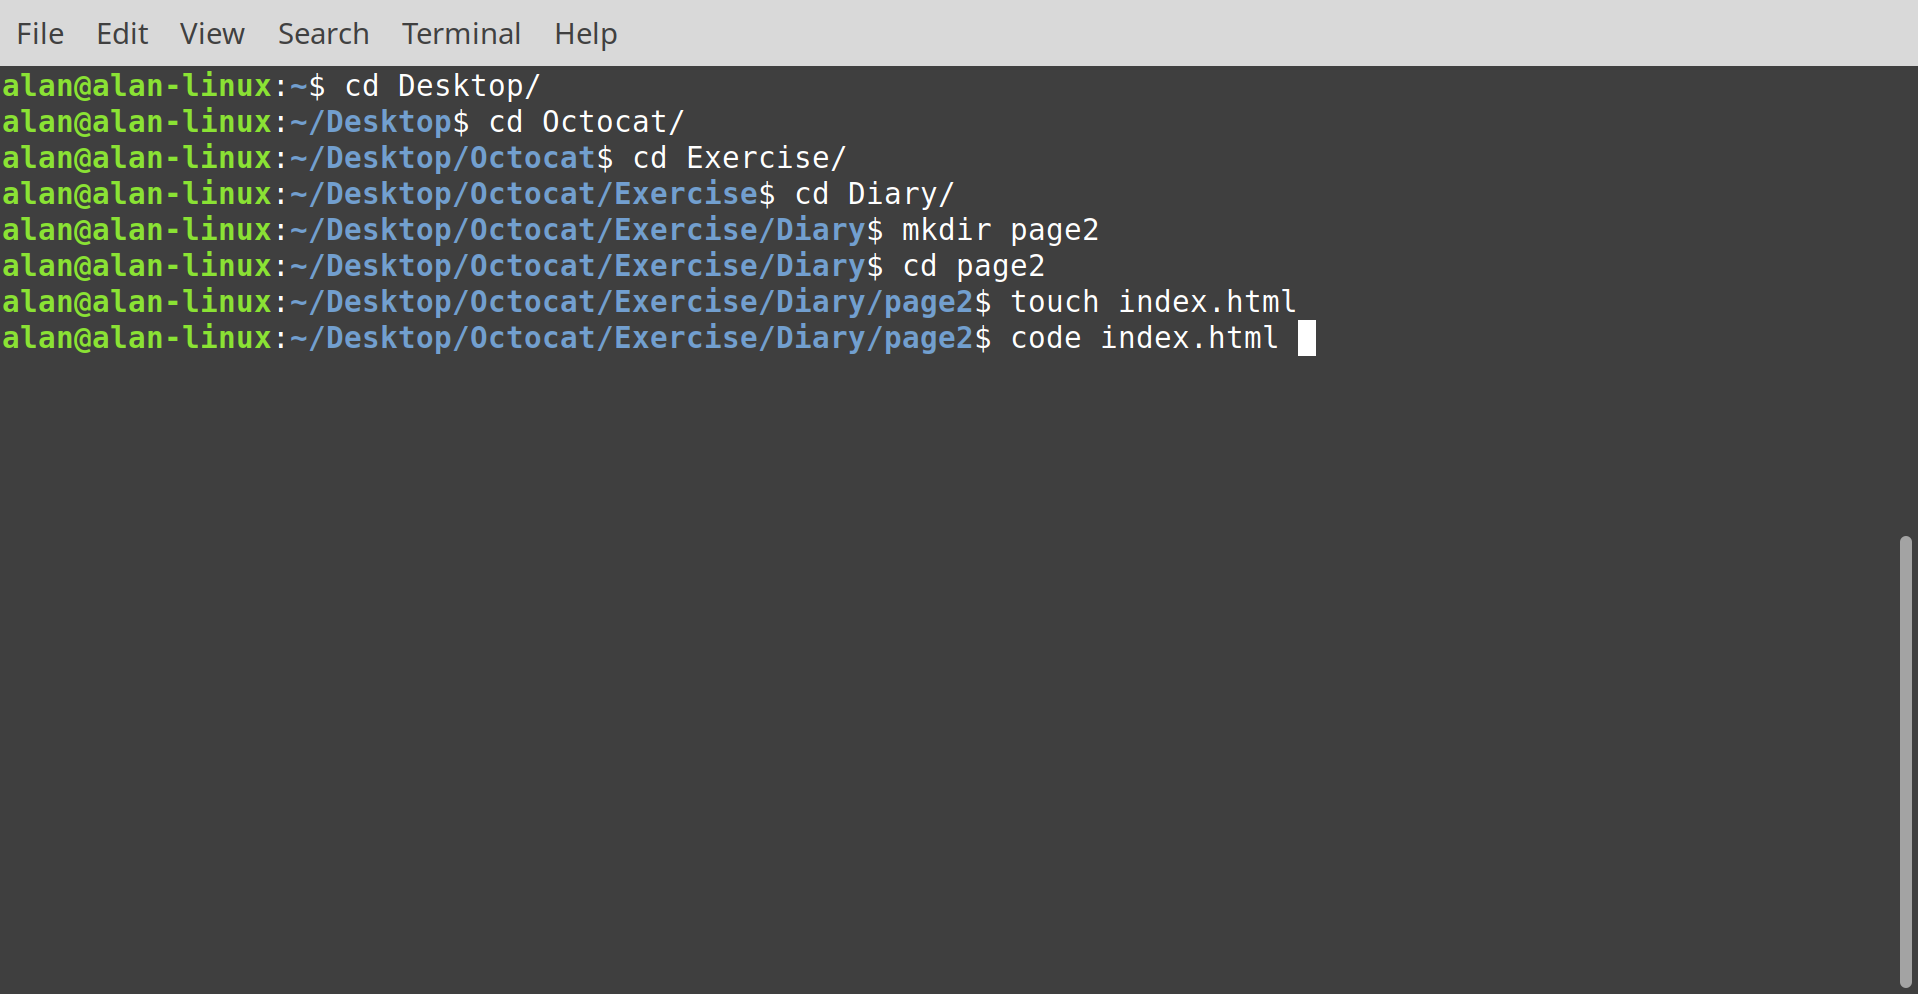 File Edit View Search Terminal Help
alan@alan-linux:~$ cd Desktop/
alan@alan-linux:~/Desktop$ cd Octocat/
alan@alan-linux:~/Desktop/Octocat$ cd Exercise/
alan@alan-linux:~/Desktop/Octocat/Exercise$ cd Diary/
alan@alan-linux:~/Desktop/Octocat/Exercise/Diary$ mkdir page2
alan@alan-linux:~/Desktop/Octocat/Exercise/Diary$ cd page2
alan@alan-linux:~/Desktop/Octocat/Exercise/Diary/page2$ touch index.html
alan@alan-linux:~/Desktop/Octocat/Exercise/Diary/page2$ code index.html